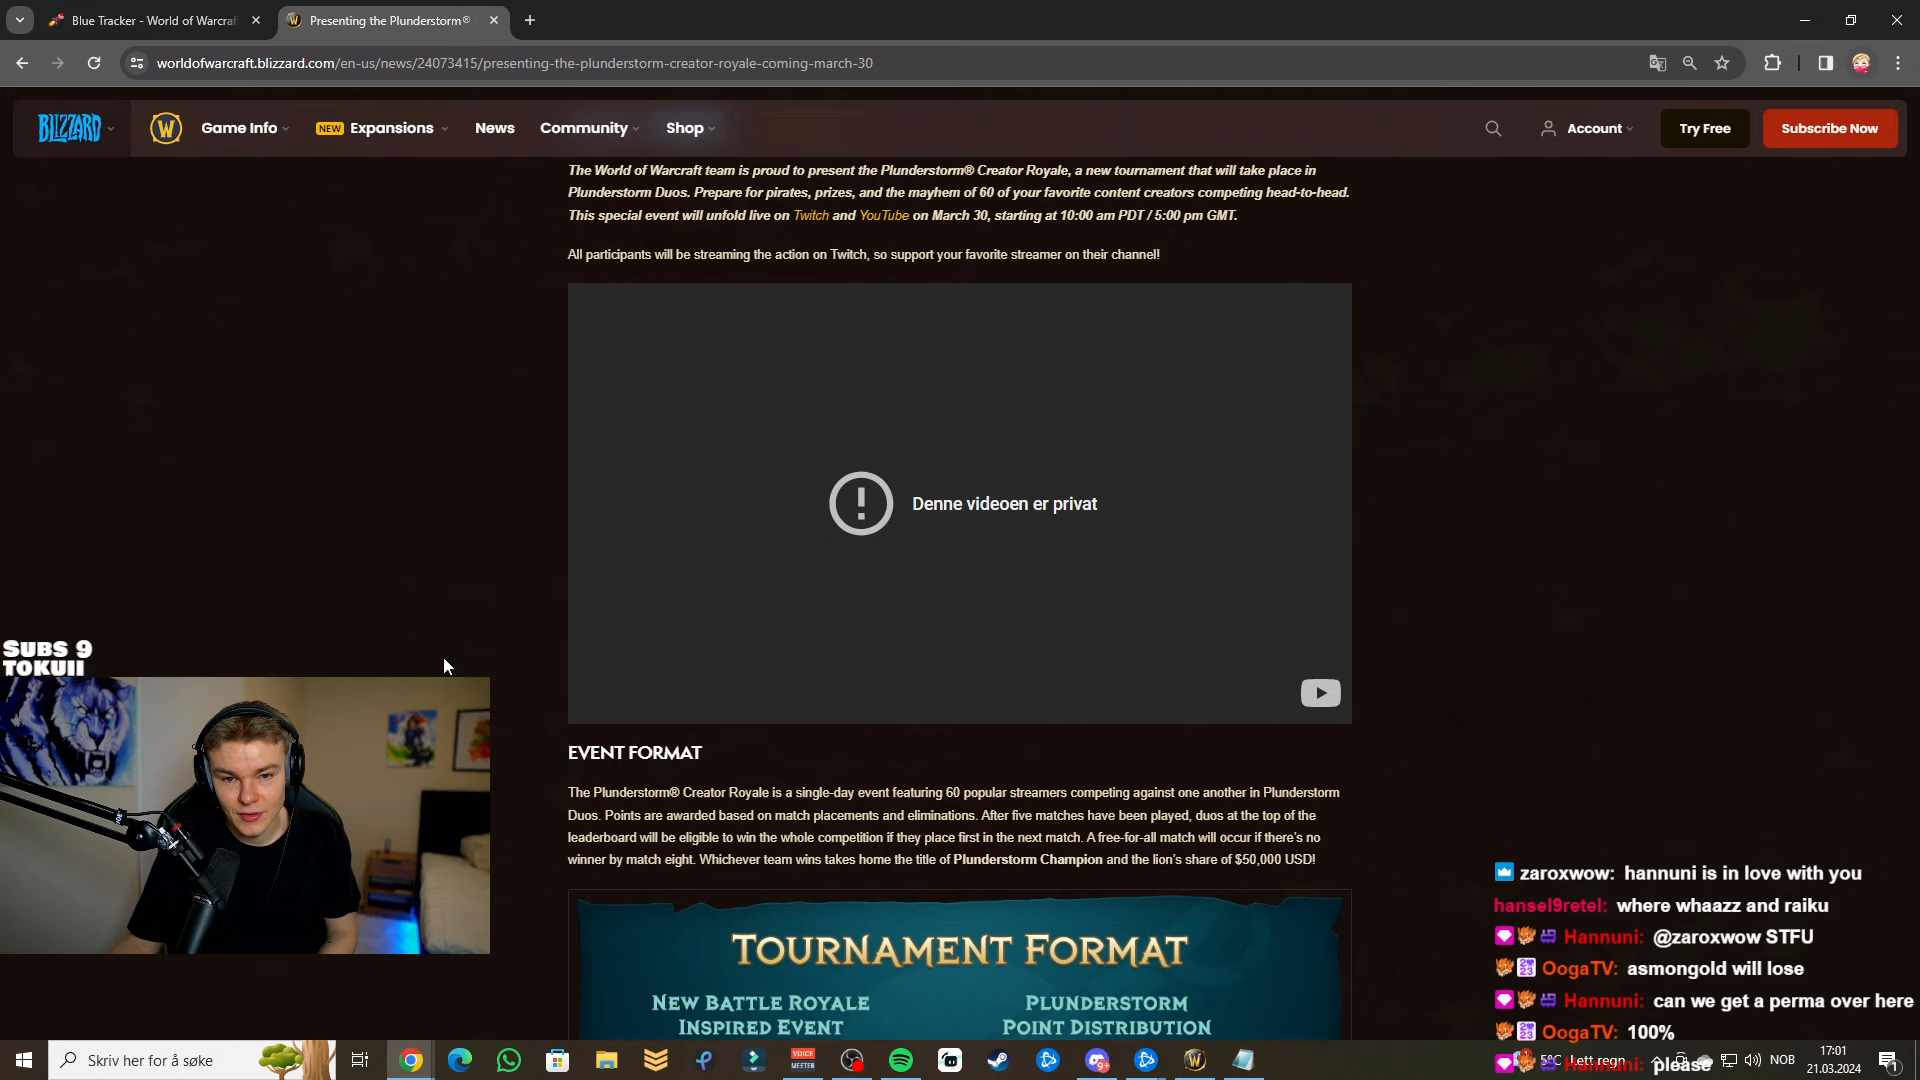 Blue Tracker - World of Warcraf
Presenting the Plunderstorm®
worldofwarcraft.blizzard.com/en-us/news/24073415/presenting-the-plunderstorm-creator-royale-coming-march-30
BLIZZARD
W
Game Info
NEW Expansions
News
Community
Shop
Account
Try Free
Subscribe Now
The World of Warcraft team is proud to present the Plunderstorm® Creator Royale, a new tournament that will take place in
Plunderstorm Duos. Prepare for pirates, prizes, and the mayhem of 60 of your favorite content creators competing head-to-head.
This special event will unfold live on Twitch and YouTube on March 30, starting at 10:00 am PDT / 5:00 pm GMT.
All participants will be streaming the action on Twitch, so support your favorite streamer on their channel!
Denne videoen er privat
SUBS 9
TOKUII
EVENT FORMAT
The Plunderstorm® Creator Royale is a single-day event featuring 60 popular streamers competing against one another in Plunderstorm
Duos. Points are awarded based on match placements and eliminations. After five matches have been played, duos at the top of the
leaderboard will be eligible to win the whole competition if they place first in the next match. A free-for-all match will occur if there's no
winner by match eight. Whichever team wins takes home the title of Plunderstorm Champion and the lion's share of $50,000 USD!
TOURNAMENT FORMAT
NEW BATTLE ROYALE
INSPIRED EVENT
PLUNDERSTORM
POINT DISTRIBUTION
zaroxwow: hannuni is in love with you
hansel9retel: where whaazz and raiku
Hannuni: @zaroxwow STFU
OogaTV: asmongold will lose
Hannuni: can we get a perma over here
OogaTV: 100%
Hannuni: please
Skriv her for å søke
VOICE
MEETER
9+
5°C Lett regn
NOB
17:01
21.03.2024
1